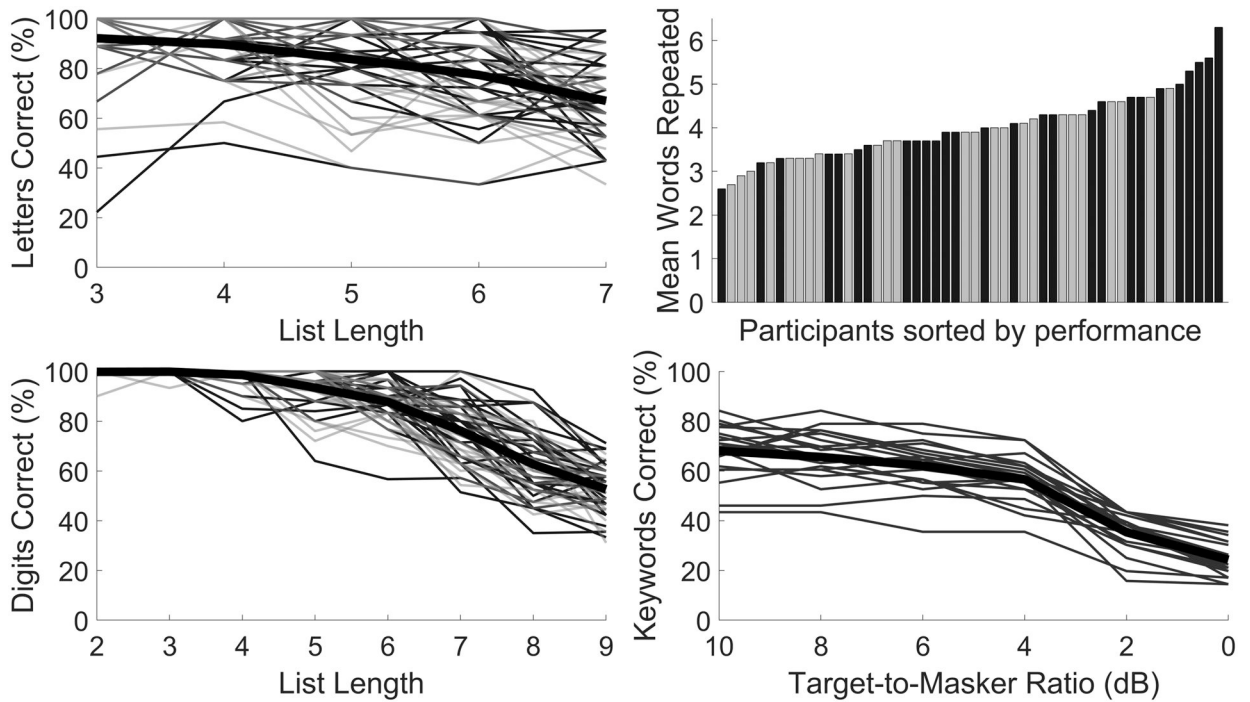 Letters Correct (%)
100
80
60
40
20
0
3 4 5 6 7
List Length
Mean Words Repeated
6
5
4
3
2
1
0
Participants sorted by performance
Digits Correct (%)
100
80
60
40
20
0
2 3 4 5 6 7 8 9
List Length
Keywords Correct (%)
100
80
60
40
20
0
10 8 6 4 2 0
Target-to-Masker Ratio (dB)